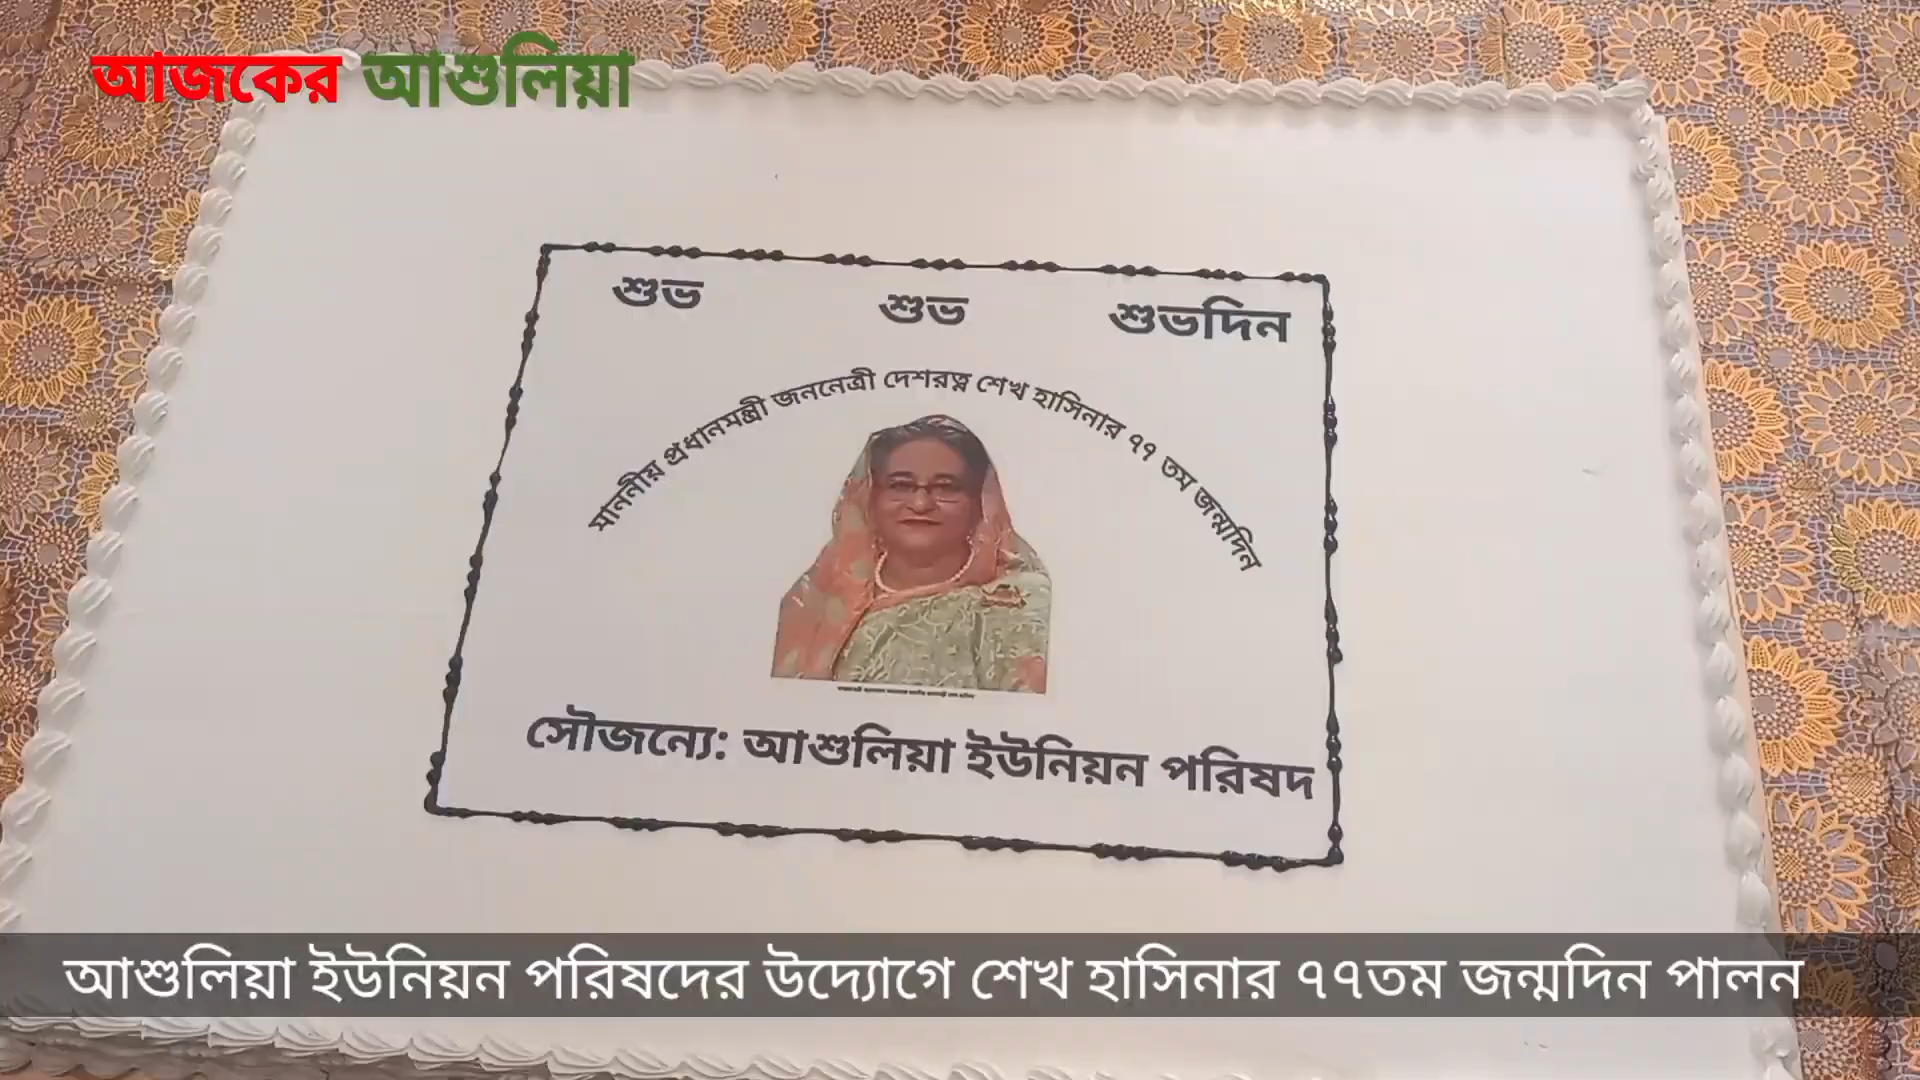 আজকের আশুলিয়া
শুভ শুভ শুভদিন
মাননীয় প্রধানমন্ত্রী জননেত্রী দেশরত্ন শেখ হাসিনার ৭৭ তম জন্মদিন
সৌজন্যে: আশুলিয়া ইউনিয়ন পরিষদ
আশুলিয়া ইউনিয়ন পরিষদের উদ্যোগে শেখ হাসিনার ৭৭তম জন্মদিন পালন